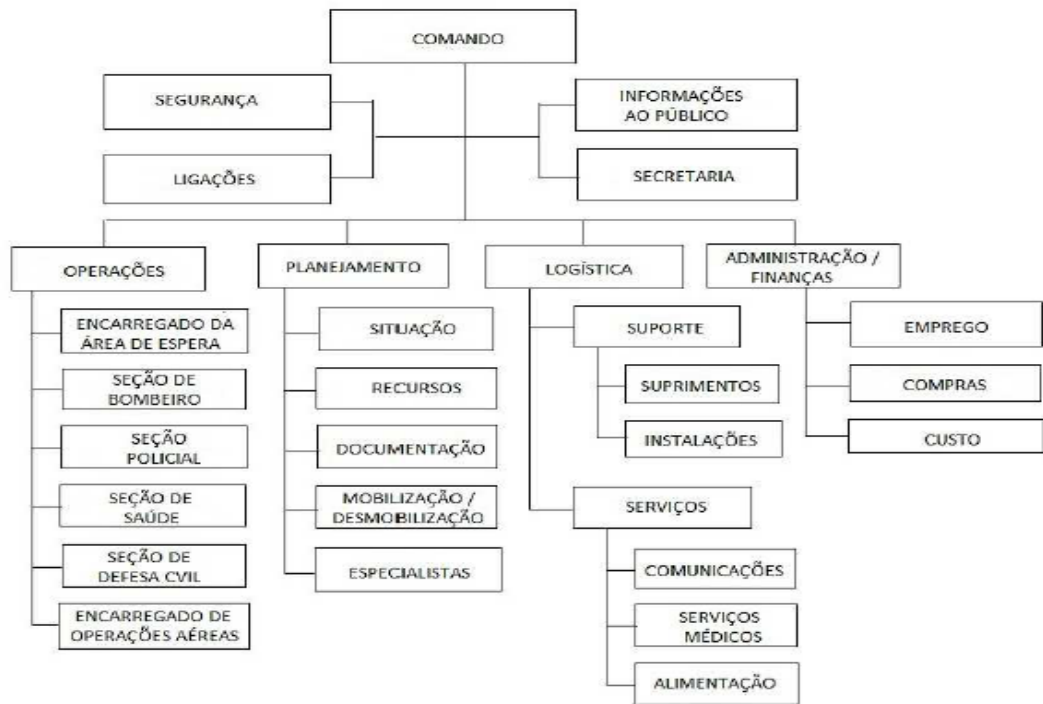 COMANDO
SEGURANÇA
INFORMAÇÕES
AO PÚBLICO
LIGAÇÕES
SECRETARIA
OPERAÇÕES
PLANEJAMENTO
LOGÍSTICA
ADMINISTRAÇÃO /
FINANÇAS
ENCARREGADO DA
ÁREA DE ESPERA
SEÇÃO DE
BOMBEIRO
SEÇÃO
POLICIAL
SEÇÃO DE
SAÚDE
SEÇÃO DE
DEFESA CVIL
ENCARREGADO DE
OPERAÇÕES AÉREAS
SITUAÇÃO
RECURSOS
DOCUMENTAÇÃO
MOBILIZAÇÃO /
DESMOBILIZAÇÃO
ESPECIALISTAS
SUPORTE
SUPRIMENTOS
INSTALAÇÕES
SERVIÇOS
COMUNICAÇÕES
SERVIÇOS
MÉDICOS
ALIMENTAÇÃO
EMPREGO
COMPRAS
CUSTO